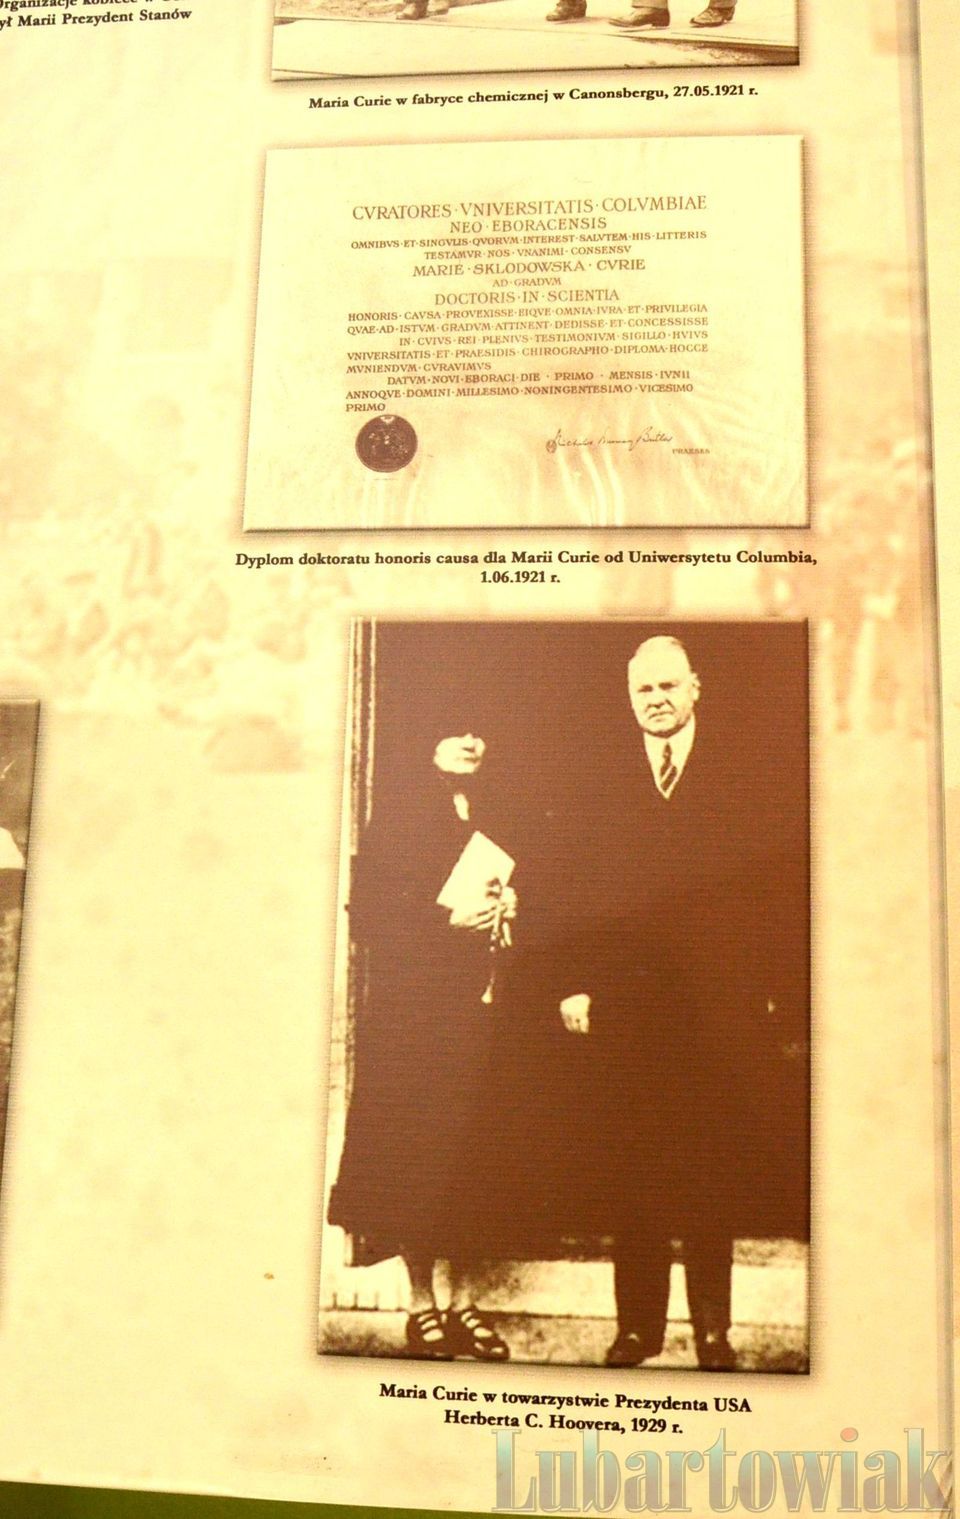 Organizacje kobiece w
ył Marii Prezydent Stanów
Maria Curie w fabryce chemicznej w Canonsbergu, 27.05.1921 r.
CVRATORES·VNIVERSITATIS·COLVMBIAE
NEO·EBORACENSIS
OMNIBVS·ET·SINGVLIS·QVORVM·INTEREST·SALVTEM·HIS·LITTERIS
TESTAMVR·NOS·VNANIMI·CONSENSV
MARIE·SKLODOWSKA·CVRIE
AD·GRADVM
DOCTORIS·IN·SCIENTIA
HONORIS·CAVSA·PROVEXISSE·EIQVE·OMNIA·IVRA·ET·PRIVILEGIA
QVAE·AD·ISTVM·GRADVM·ATTINENT·DEDISSE·ET·CONCESSISSE
IN·CVIVS·REI·PLENIVS·TESTIMONIVM·SIGILLO·HVIVS
VNIVERSITATIS·ET·PRAESIDIS·CHIROGRAPHO·DIPLOMA·HOCCE
MVNIENDVM·CVRAVIMVS
DATVM·NOVI·EBORACI·DIE·PRIMO·MENSIS·IVNII
ANNOQVE·DOMINI·MILLESIMO·NONINGENTESIMO·VICESIMO
PRIMO
Nicholas Murray Butler
PRAESES
Dyplom doktoratu honoris causa dla Marii Curie od Uniwersytetu Columbia,
1.06.1921 r.
Maria Curie w towarzystwie Prezydenta USA
Herberta C. Hoovera, 1929 r.
Lubartowiak